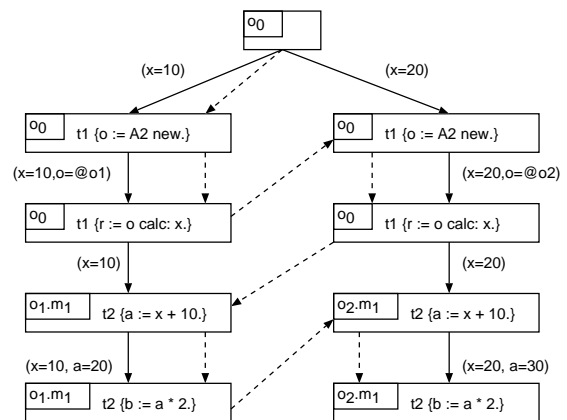 o0
(x=10) (x=20)
o0 t1 {o := A2 new.} o0 t1 {o := A2 new.}
(x=10,o=@o1) (x=20,o=@o2)
o0 t1 {r := o calc: x.} o0 t1 {r := o calc: x.}
(x=10) (x=20)
o1.m1 t2 {a := x + 10.} o2.m1 t2 {a := x + 10.}
(x=10, a=20) (x=20, a=30)
o1.m1 t2 {b := a * 2.} o2.m1 t2 {b := a * 2.}